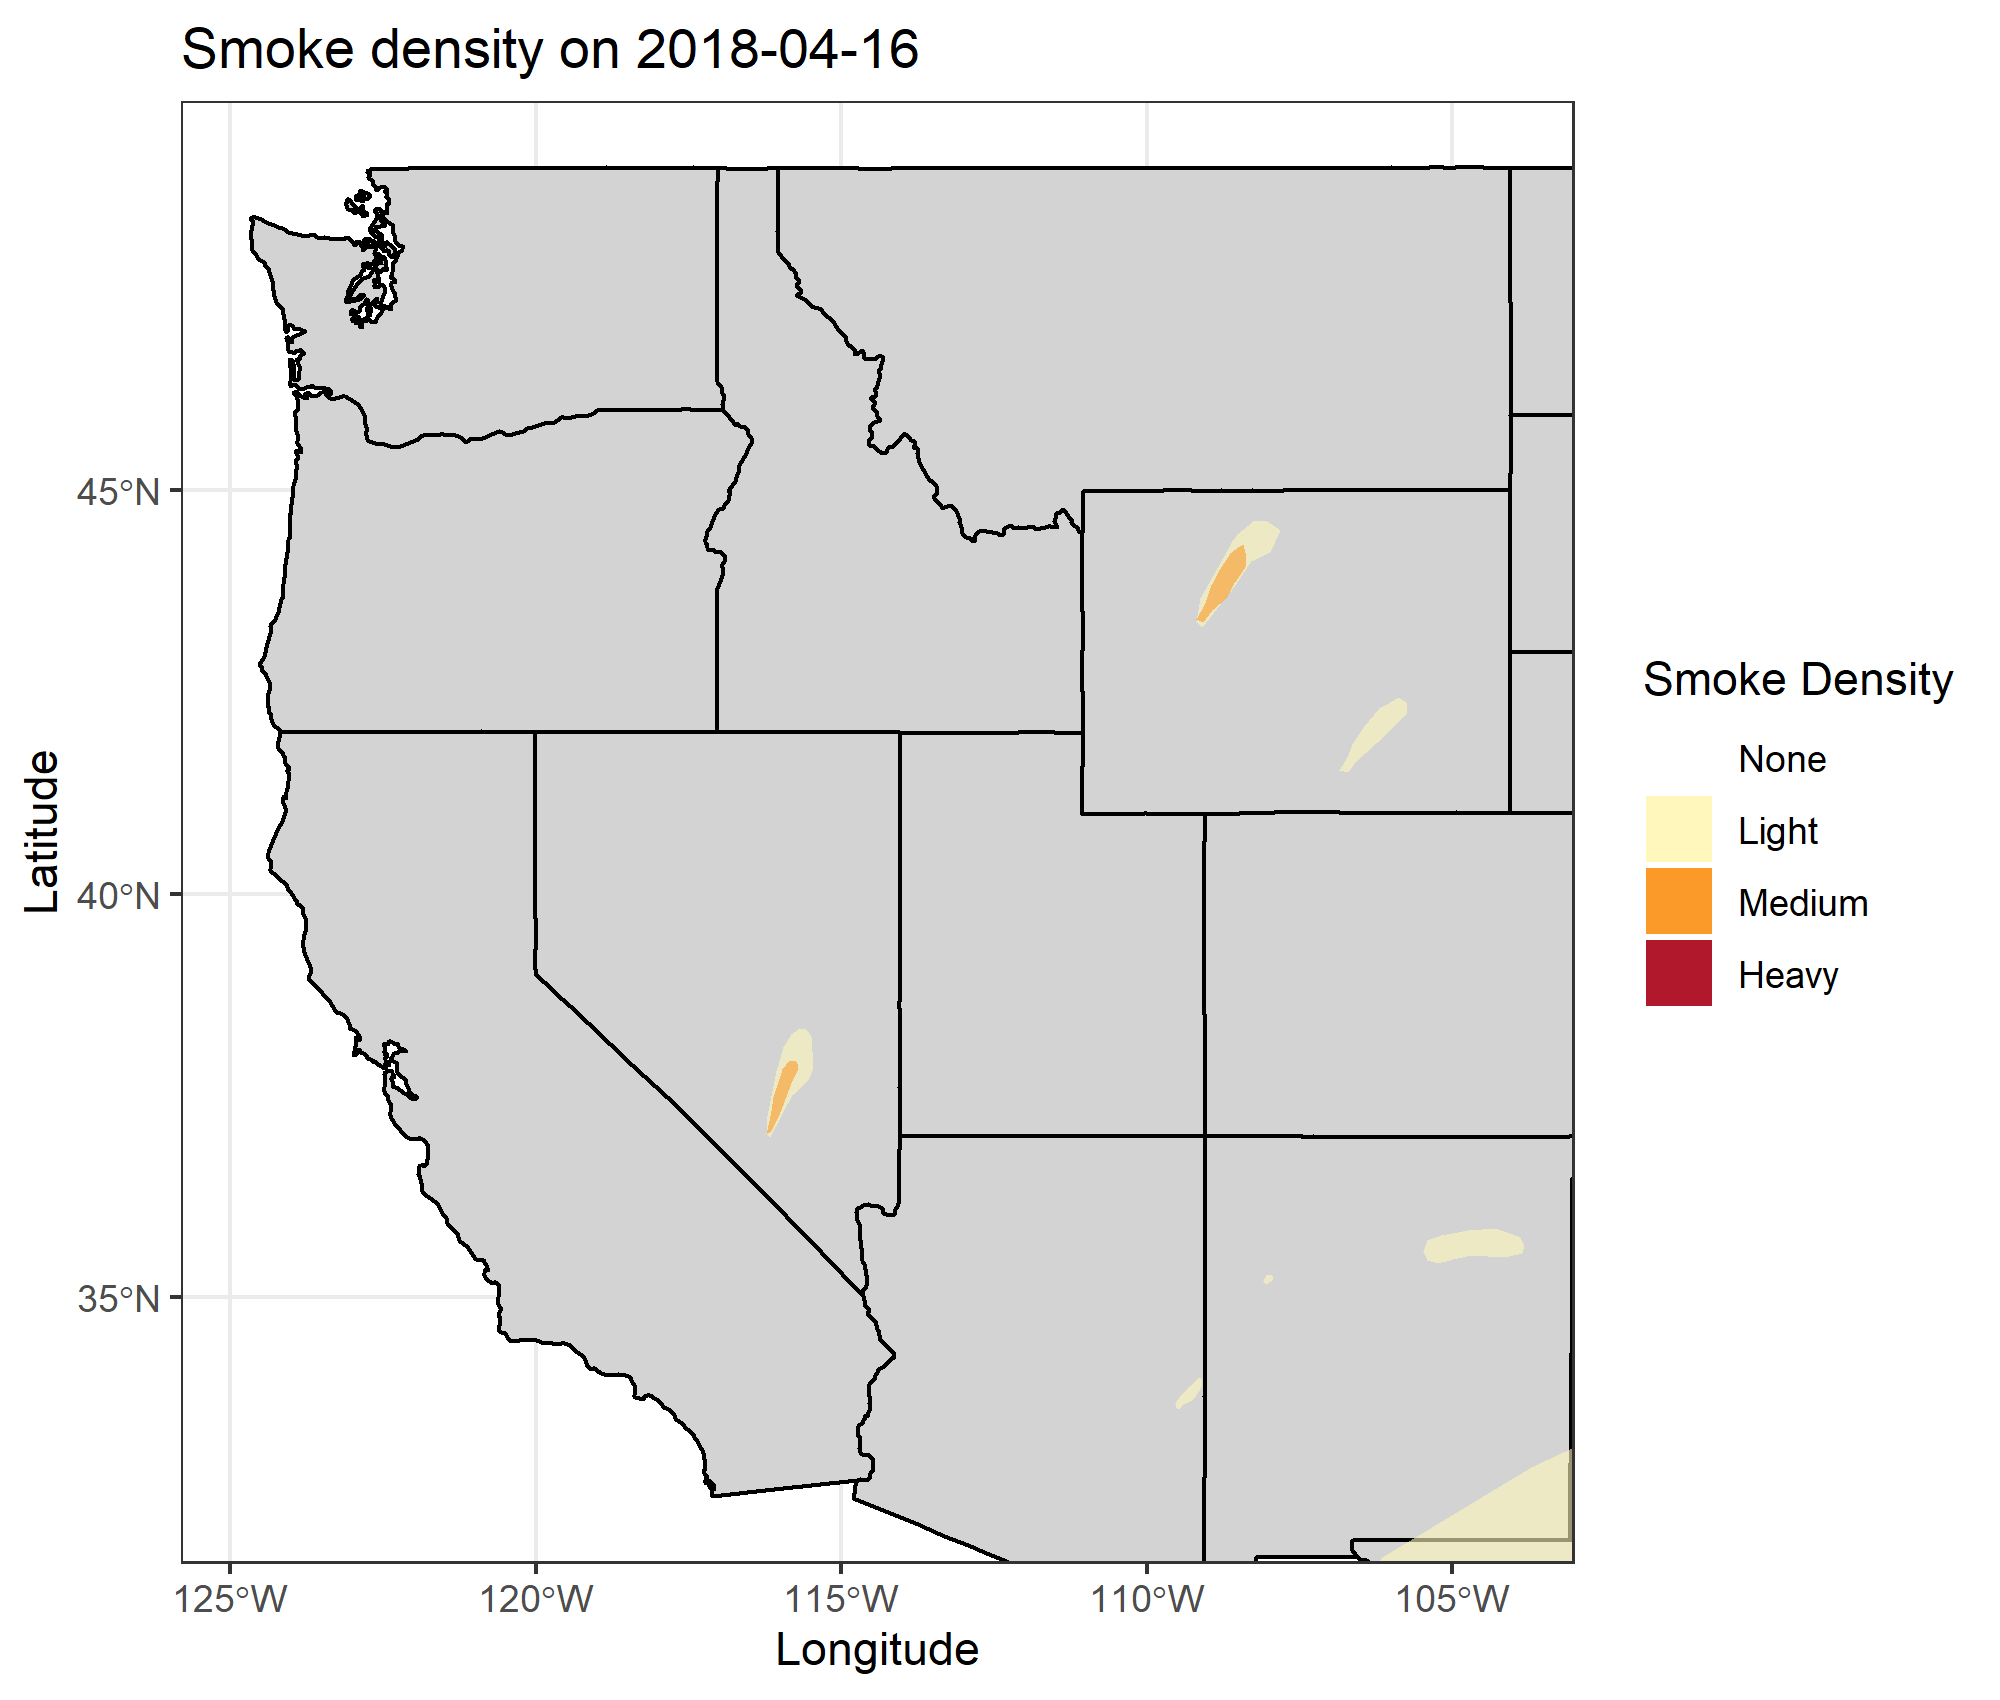 Smoke density on 2018-04-16
45°N
40°N
35°N
Latitude
125°W 120°W 115°W 110°W 105°W
Longitude
Smoke Density
None
Light
Medium
Heavy